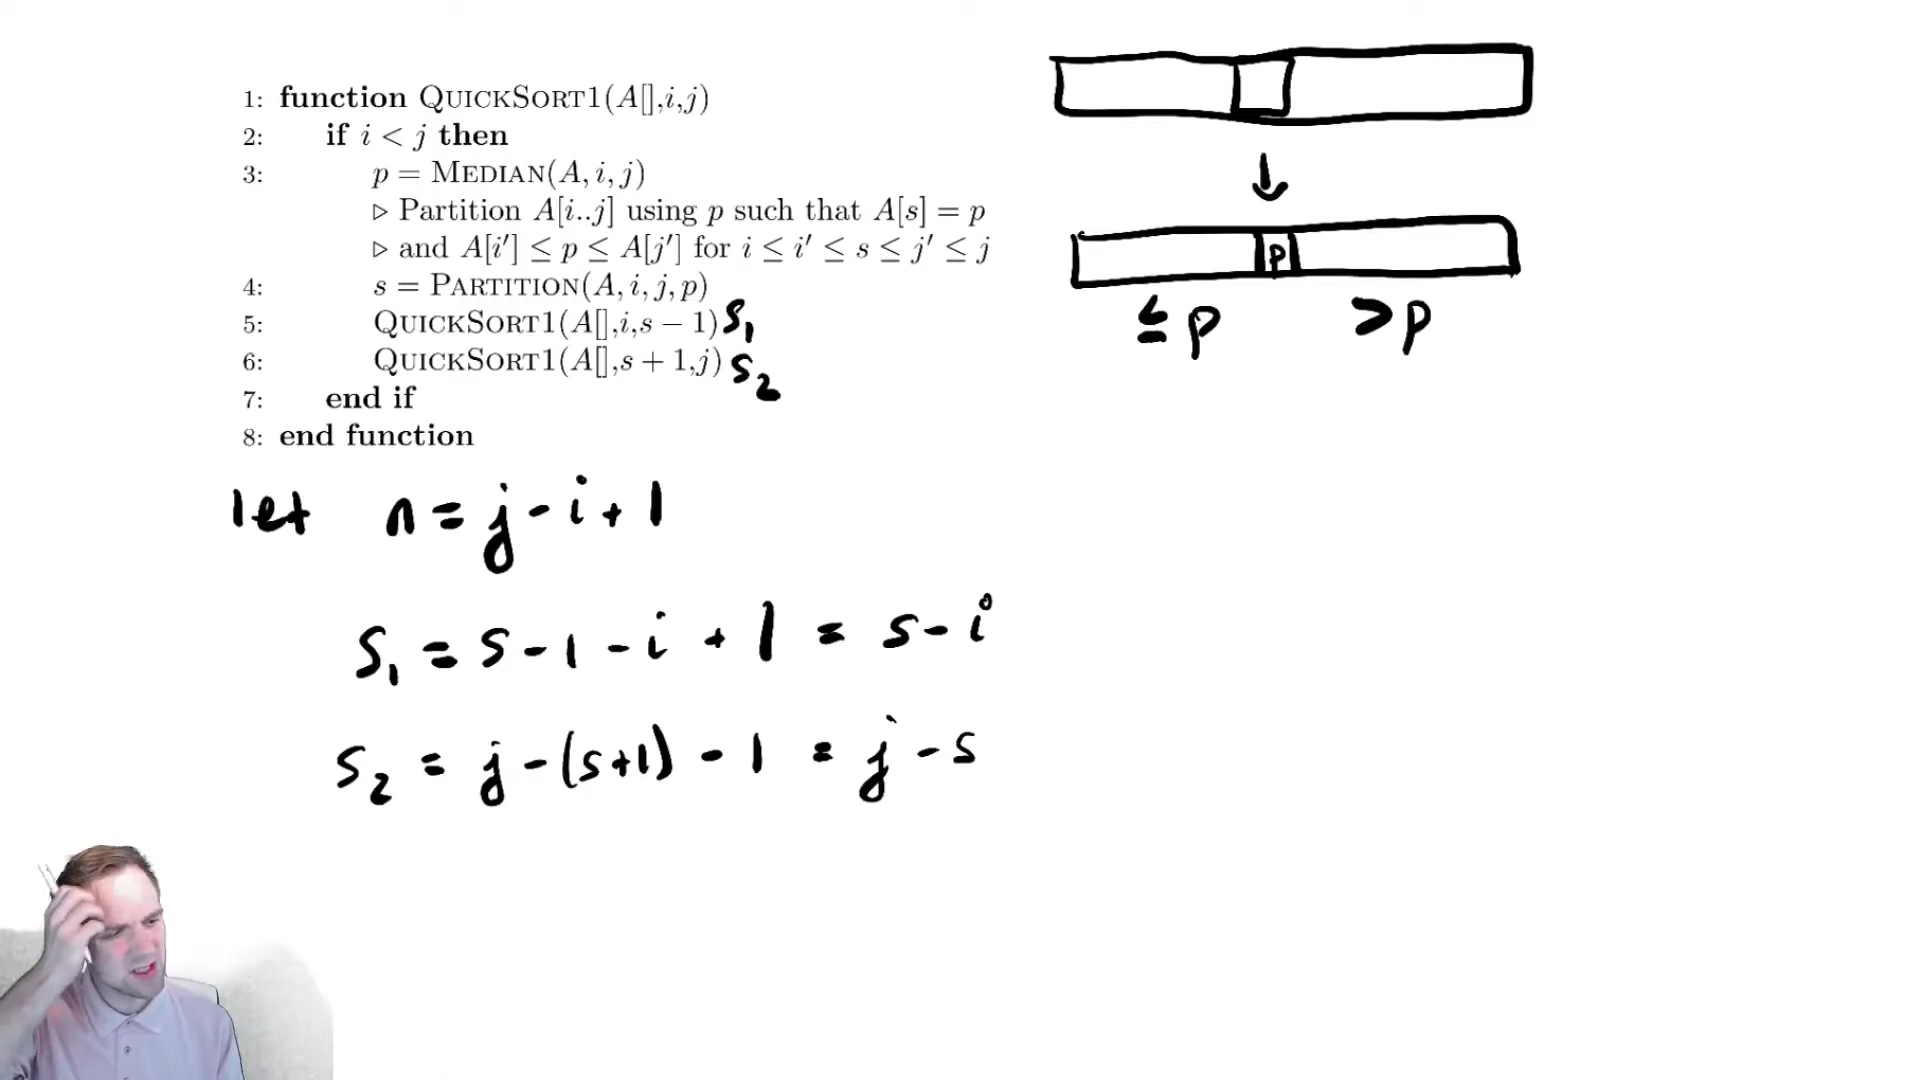 1: function QUICKSORT1(A[],i,j)
2: if i < j then
3: p = MEDIAN(A, i, j)
▷ Partition A[i..j] using p such that A[s] = p
▷ and A[i′] ≤ p ≤ A[j′] for i ≤ i′ ≤ s ≤ j′ ≤ j
4: s = PARTITION(A, i, j, p)
5: QUICKSORT1(A[],i,s − 1) S₁
6: QUICKSORT1(A[],s + 1,j) S₂
7: end if
8: end function
p
≤ p > p
let n = j - i + 1
S₁ = S - 1 - i + 1 = s - i
S₂ = j - (s+1) - 1 = j - s